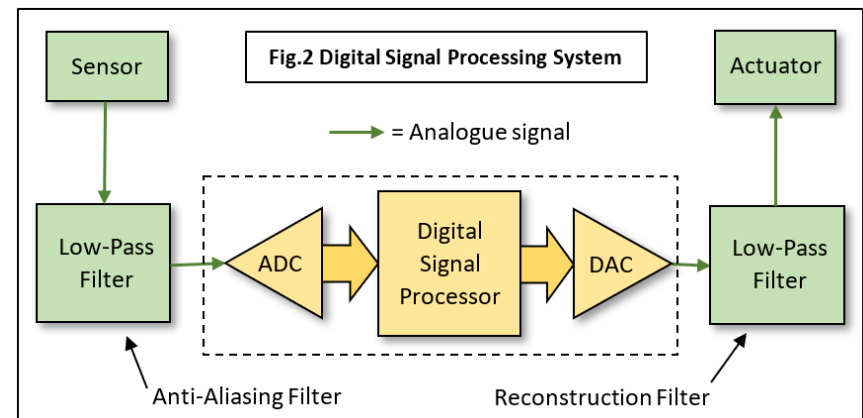 Sensor
Fig.2 Digital Signal Processing System
Actuator
= Analogue signal
Low-Pass
Filter
ADC
Digital
Signal
Processor
DAC
Low-Pass
Filter
Anti-Aliasing Filter
Reconstruction Filter